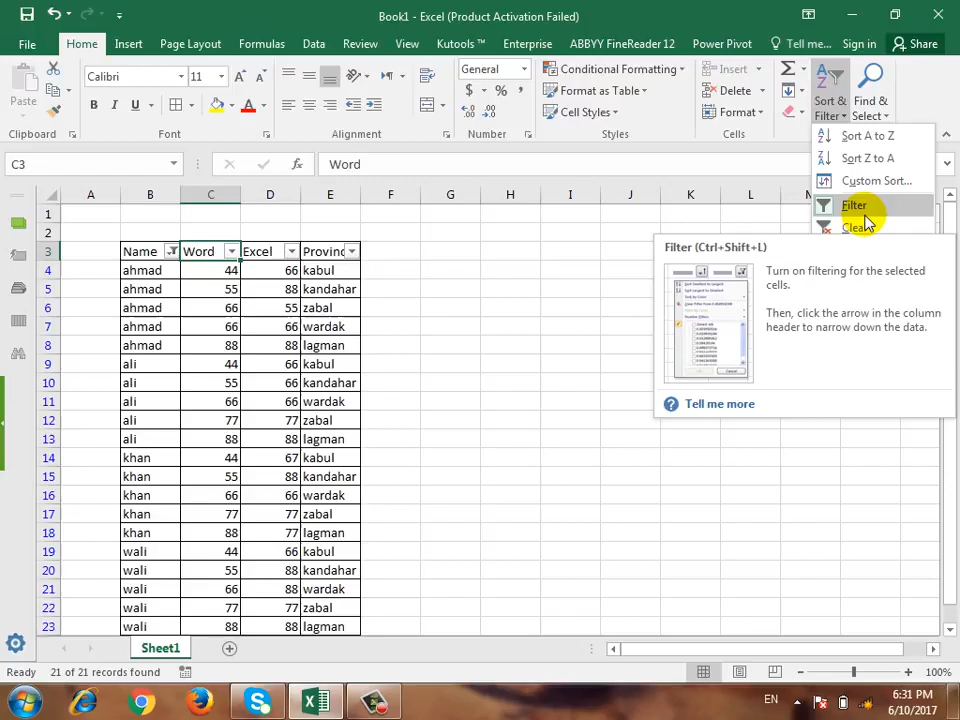 Book1 - Excel (Product Activation Failed)
File Home Insert Page Layout Formulas Data Review View Kutools ™ Enterprise ABBYY FineReader 12 Power Pivot Tell me... Sign in Share
Paste
Calibri 11
B I U
General
$ % ,
Conditional Formatting
Format as Table
Cell Styles
Insert
Delete
Format
Sort & Filter
Find & Select
Clipboard Font Alignment Number Styles Cells
Sort A to Z
Sort Z to A
Custom Sort...
Filter
Clear
C3 fx Word
Filter (Ctrl+Shift+L)
Turn on filtering for the selected
cells.
Then, click the arrow in the column
header to narrow down the data.
Tell me more
A B C D E F G H I J K L
1
2
3 Name Word Excel Provinc
4 ahmad 44 66 kabul
5 ahmad 55 88 kandahar
6 ahmad 66 55 zabal
7 ahmad 66 66 wardak
8 ahmad 88 88 lagman
9 ali 44 66 kabul
10 ali 55 66 kandahar
11 ali 66 66 wardak
12 ali 77 77 zabal
13 ali 88 88 lagman
14 khan 44 67 kabul
15 khan 55 88 kandahar
16 khan 66 66 wardak
17 khan 77 77 zabal
18 khan 88 77 lagman
19 wali 44 66 kabul
20 wali 55 88 kandahar
21 wali 66 88 wardak
22 wali 77 77 zabal
23 wali 88 88 lagman
Sheet1
Ready 21 of 21 records found 100%
EN 6:31 PM
6/10/2017